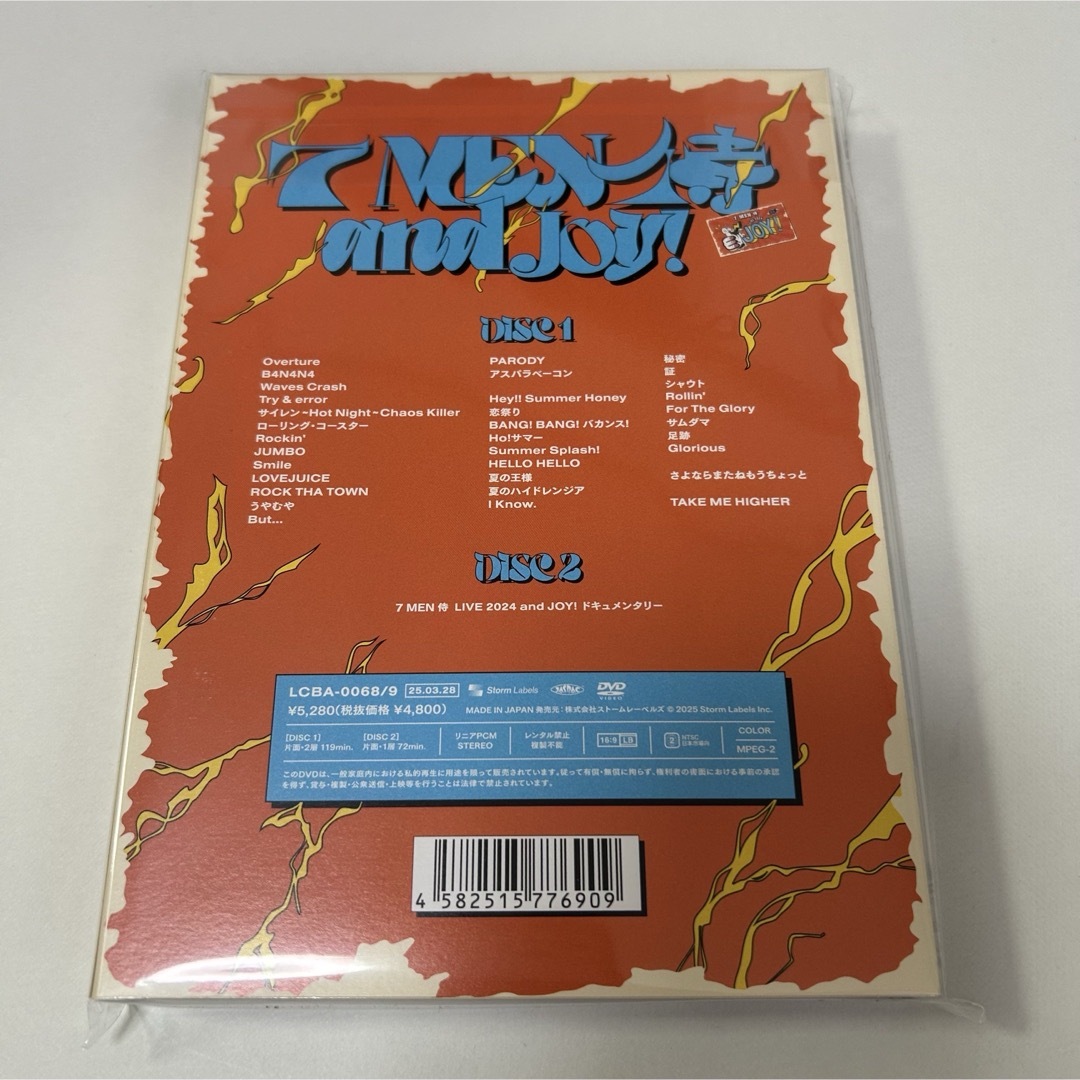 7 MEN 侍
and JOY!
7 MEN 侍
and JOY!
DISC 1
Overture
B4N4N4
Waves Crash
Try & error
サイレン~Hot Night~Chaos Killer
ローリング・コースター
Rockin'
JUMBO
Smile
LOVEJUICE
ROCK THA TOWN
うやむや
But...
PARODY
アスパラベーコン
Hey!! Summer Honey
恋祭り
BANG! BANG! バカンス!
Ho!サマー
Summer Splash!
HELLO HELLO
夏の王様
夏のハイドレンジア
I Know.
秘密
証
シャウト
Rollin'
For The Glory
サムダマ
足跡
Glorious
さよならまたねもうちょっと
TAKE ME HIGHER
DISC 2
7 MEN 侍 LIVE 2024 and JOY! ドキュメンタリー
LCBA-0068/9 25.03.28 Storm Labels DVD VIDEO
¥5,280(税抜価格 ¥4,800) MADE IN JAPAN 発売元:株式会社ストームレーベルズ © 2025 Storm Labels Inc.
[DISC 1]
片面・2層 119min.
[DISC 2]
片面・1層 72min.
リニアPCM
STEREO
レンタル禁止
複製不能
16:9 LB
2 NTSC
日本市場向
COLOR
MPEG-2
このDVDは、一般家庭内における私的再生に用途を限って販売されています。従って有償・無償に拘らず、権利者の書面における事前の承認
を得ず、貸与・複製・公衆送信・上映等を行うことは法律で禁止されています。
4 582515 776909